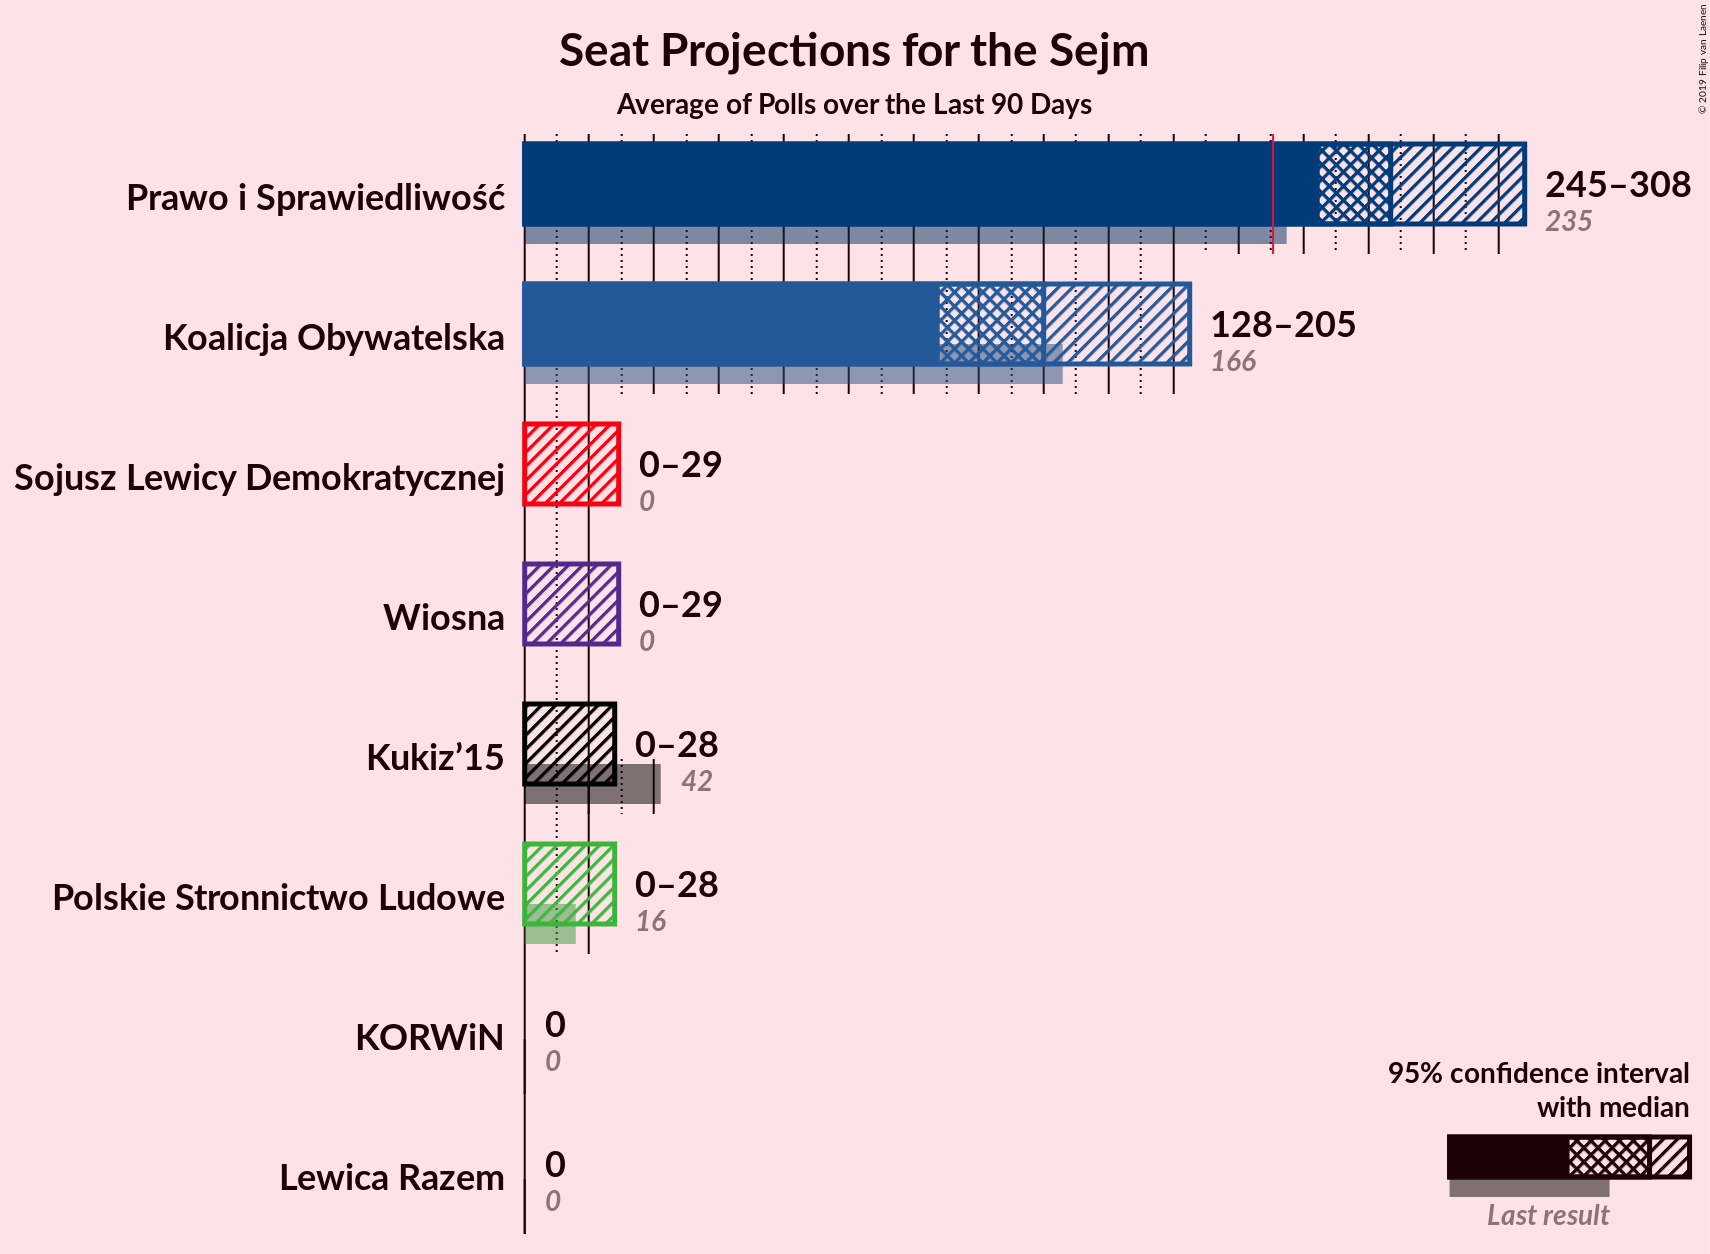 Seat Projections for the Sejm
Average of Polls over the Last 90 Days
© 2019 Filip van Laenen
Prawo i Sprawiedliwość
245–308
235
Koalicja Obywatelska
128–205
166
Sojusz Lewicy Demokratycznej
0–29
0
Wiosna
0–29
0
Kukiz’15
0–28
42
Polskie Stronnictwo Ludowe
0–28
16
KORWiN
0
0
Lewica Razem
0
0
95% confidence interval
with median
Last result